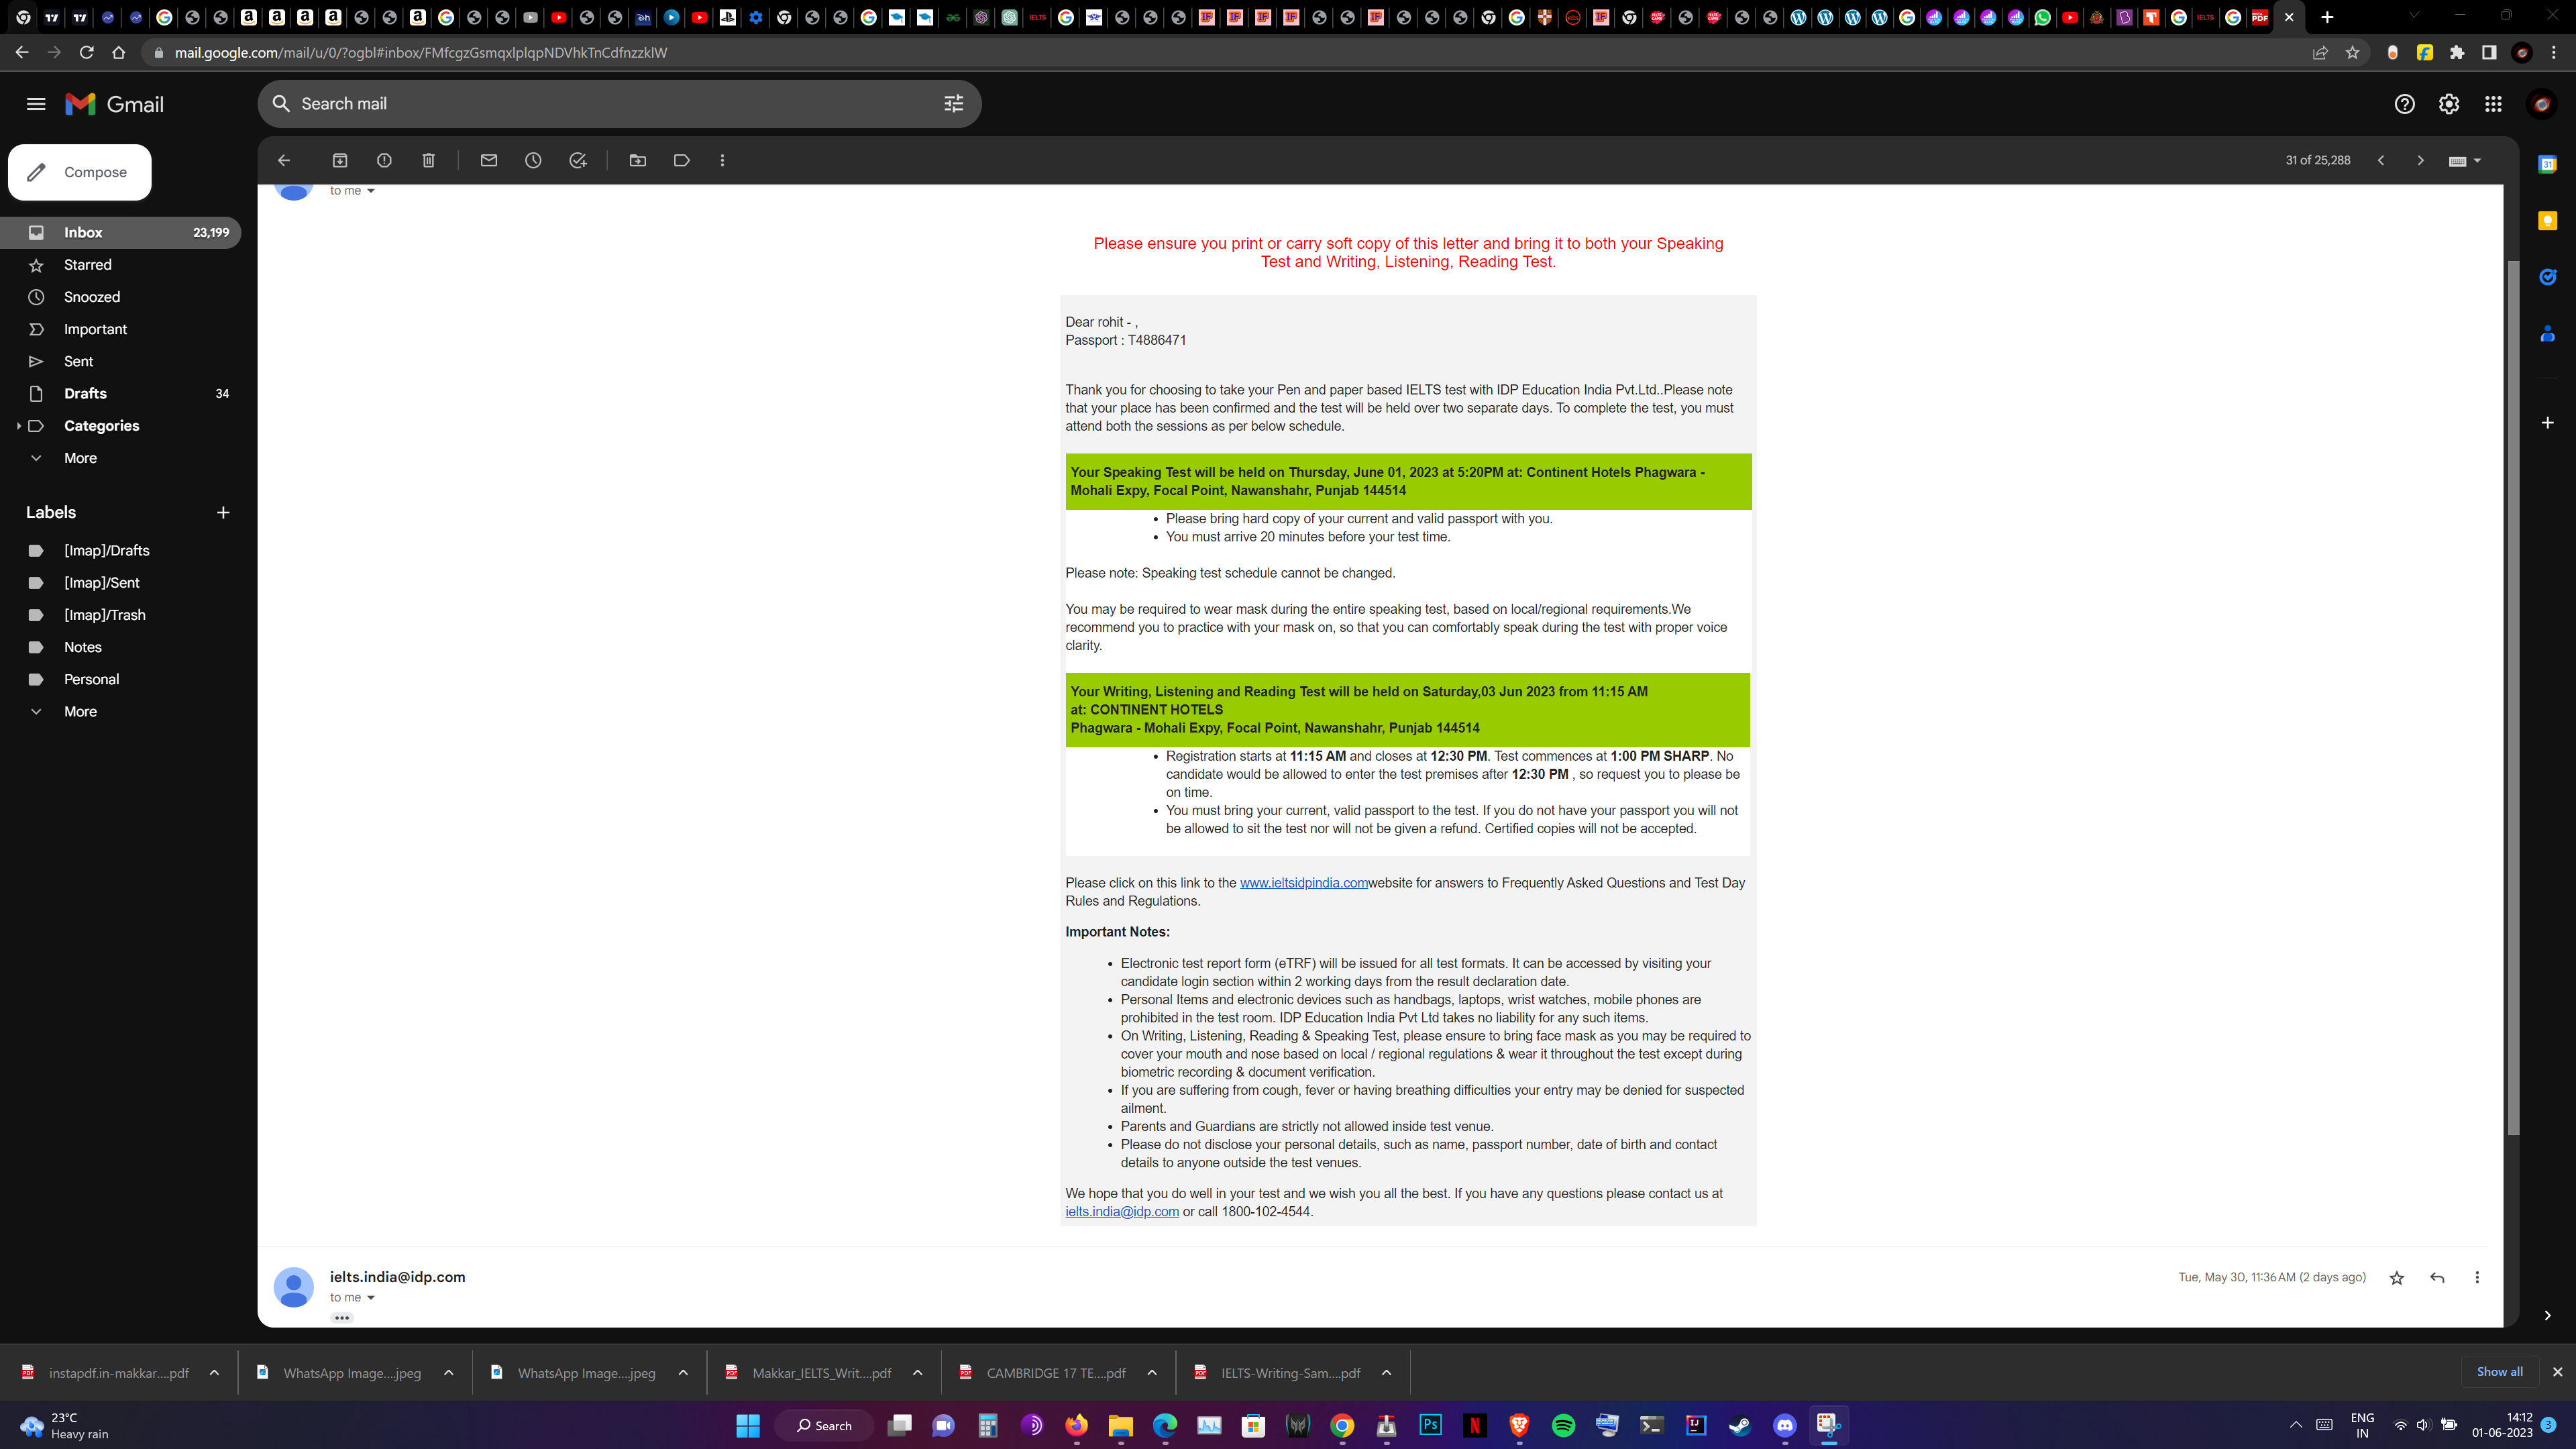 mail.google.com/mail/u/0/?ogbl#inbox/FMfcgzGsmqxlplqpNDVhkTnCdfnzzklW
Gmail
Search mail
Compose
31 of 25,288
Inbox 23,199
Starred
Snoozed
Important
Sent
Drafts 34
Categories
More
Labels
[Imap]/Drafts
[Imap]/Sent
[Imap]/Trash
Notes
Personal
More
to me
Please ensure you print or carry soft copy of this letter and bring it to both your Speaking
Test and Writing, Listening, Reading Test.
Dear rohit - ,
Passport : T4886471
Thank you for choosing to take your Pen and paper based IELTS test with IDP Education India Pvt.Ltd..Please note
that your place has been confirmed and the test will be held over two separate days. To complete the test, you must
attend both the sessions as per below schedule.
Your Speaking Test will be held on Thursday, June 01, 2023 at 5:20PM at: Continent Hotels Phagwara -
Mohali Expy, Focal Point, Nawanshahr, Punjab 144514
• Please bring hard copy of your current and valid passport with you.
• You must arrive 20 minutes before your test time.
Please note: Speaking test schedule cannot be changed.
You may be required to wear mask during the entire speaking test, based on local/regional requirements.We
recommend you to practice with your mask on, so that you can comfortably speak during the test with proper voice
clarity.
Your Writing, Listening and Reading Test will be held on Saturday,03 Jun 2023 from 11:15 AM
at: CONTINENT HOTELS
Phagwara - Mohali Expy, Focal Point, Nawanshahr, Punjab 144514
• Registration starts at 11:15 AM and closes at 12:30 PM. Test commences at 1:00 PM SHARP. No
candidate would be allowed to enter the test premises after 12:30 PM , so request you to please be
on time.
• You must bring your current, valid passport to the test. If you do not have your passport you will not
be allowed to sit the test nor will not be given a refund. Certified copies will not be accepted.
Please click on this link to the www.ieltsidpindia.comwebsite for answers to Frequently Asked Questions and Test Day
Rules and Regulations.
Important Notes:
• Electronic test report form (eTRF) will be issued for all test formats. It can be accessed by visiting your
candidate login section within 2 working days from the result declaration date.
• Personal Items and electronic devices such as handbags, laptops, wrist watches, mobile phones are
prohibited in the test room. IDP Education India Pvt Ltd takes no liability for any such items.
• On Writing, Listening, Reading & Speaking Test, please ensure to bring face mask as you may be required to
cover your mouth and nose based on local / regional regulations & wear it throughout the test except during
biometric recording & document verification.
• If you are suffering from cough, fever or having breathing difficulties your entry may be denied for suspected
ailment.
• Parents and Guardians are strictly not allowed inside test venue.
• Please do not disclose your personal details, such as name, passport number, date of birth and contact
details to anyone outside the test venues.
We hope that you do well in your test and we wish you all the best. If you have any questions please contact us at
ielts.india@idp.com or call 1800-102-4544.
ielts.india@idp.com
Tue, May 30, 11:36 AM (2 days ago)
to me
instapdf.in-makkar....pdf
WhatsApp Image....jpeg
WhatsApp Image....jpeg
Makkar_IELTS_Writ....pdf
CAMBRIDGE 17 TE....pdf
IELTS-Writing-Sam....pdf
Show all
23°C
Heavy rain
Search
ENG
IN
14:12
01-06-2023
3